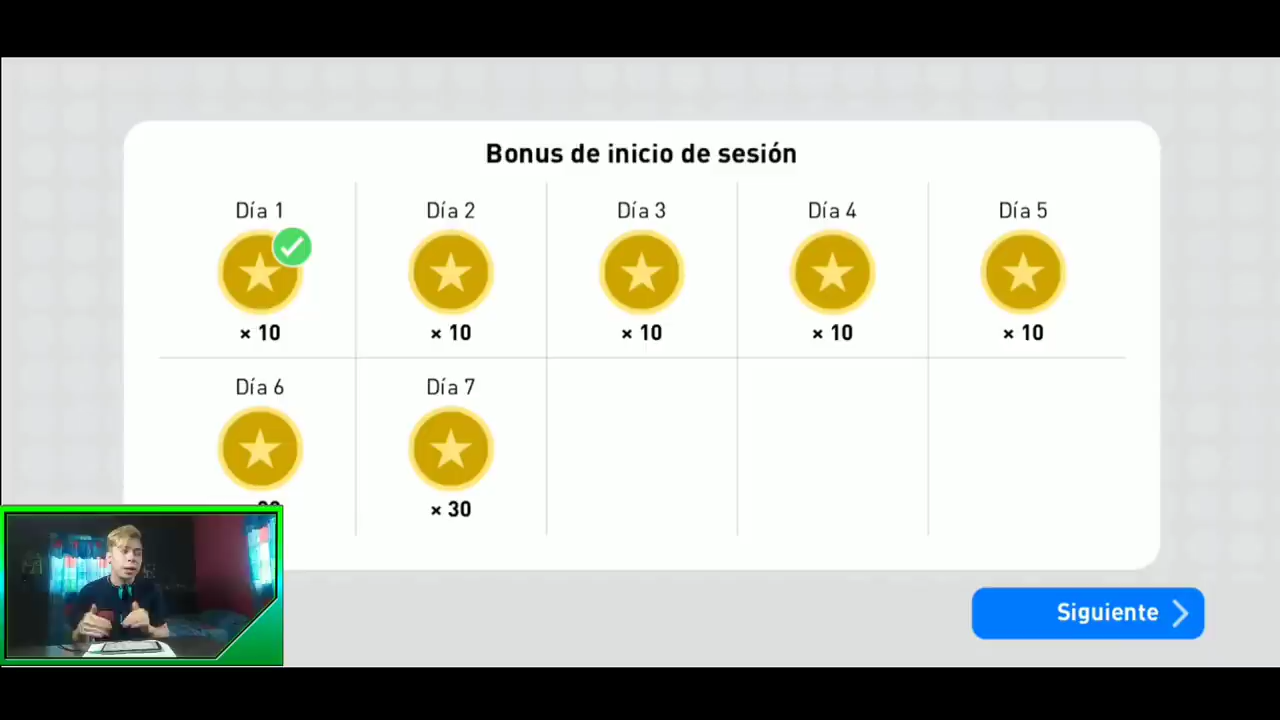 Bonus de inicio de sesión
Día 1
Día 2
Día 3
Día 4
Día 5
× 10
× 10
× 10
× 10
× 10
Día 6
Día 7
× 30
Siguiente